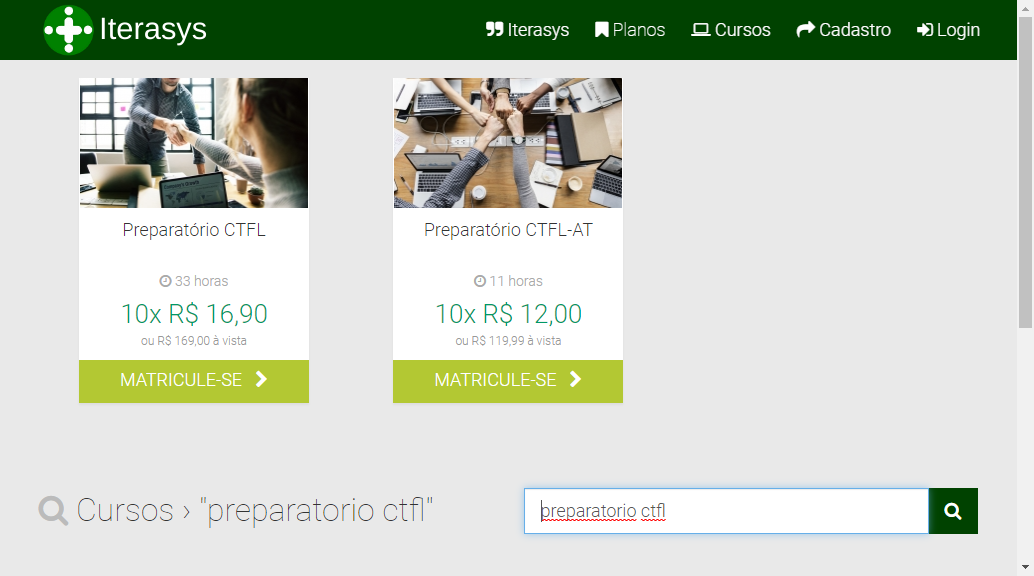 Iterasys
Iterasys Planos Cursos Cadastro Login
Preparatório CTFL
33 horas
10x R$ 16,90
ou R$ 169,00 à vista
MATRICULE-SE
Preparatório CTFL-AT
11 horas
10x R$ 12,00
ou R$ 119,99 à vista
MATRICULE-SE
Cursos › "preparatorio ctfl"
preparatorio ctfl